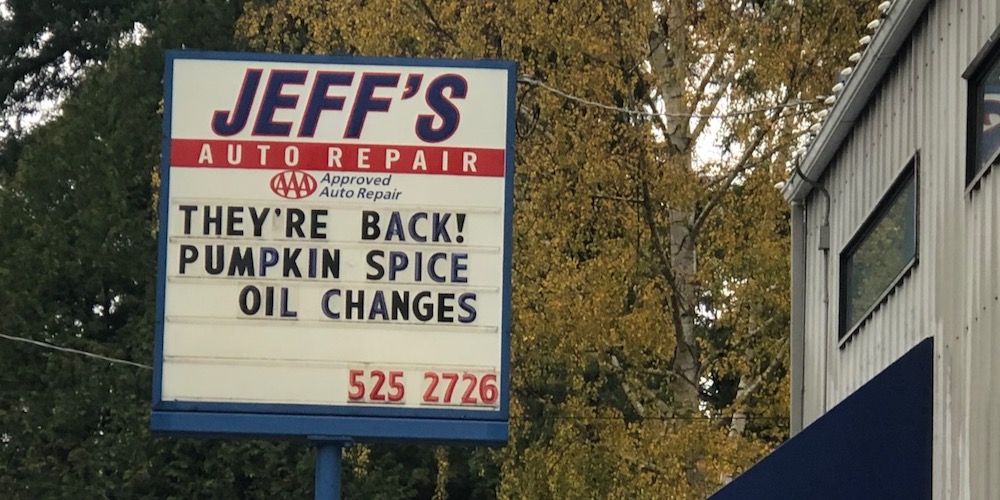 JEFF'S
AUTO REPAIR
AAA Approved
Auto Repair
THEY'RE BACK!
PUMPKIN SPICE
OIL CHANGES
525 2726